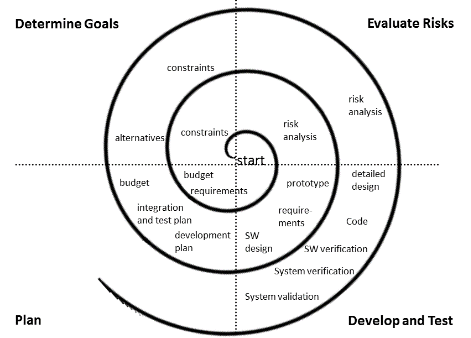 Determine Goals
Evaluate Risks
constraints
risk
analysis
constraints
risk
analysis
alternatives
start
budget
budget
requirements
prototype
detailed
design
integration
and test plan
require-
ments
Code
development
plan
SW
design
SW verification
System verification
System validation
Plan
Develop and Test